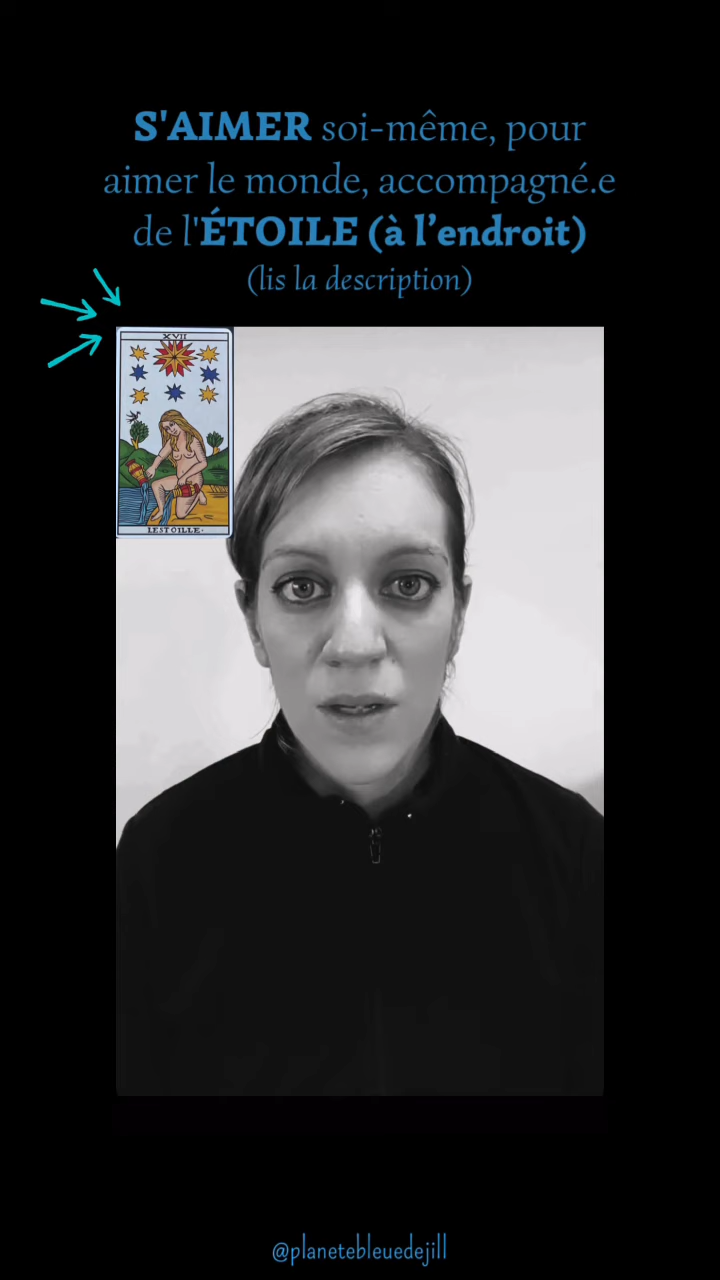 S'AIMER soi-même, pour
aimer le monde, accompagné.e
de l'ÉTOILE (à l’endroit)
(lis la description)
XVII
LESTOILLE·
@planetebleuedejill